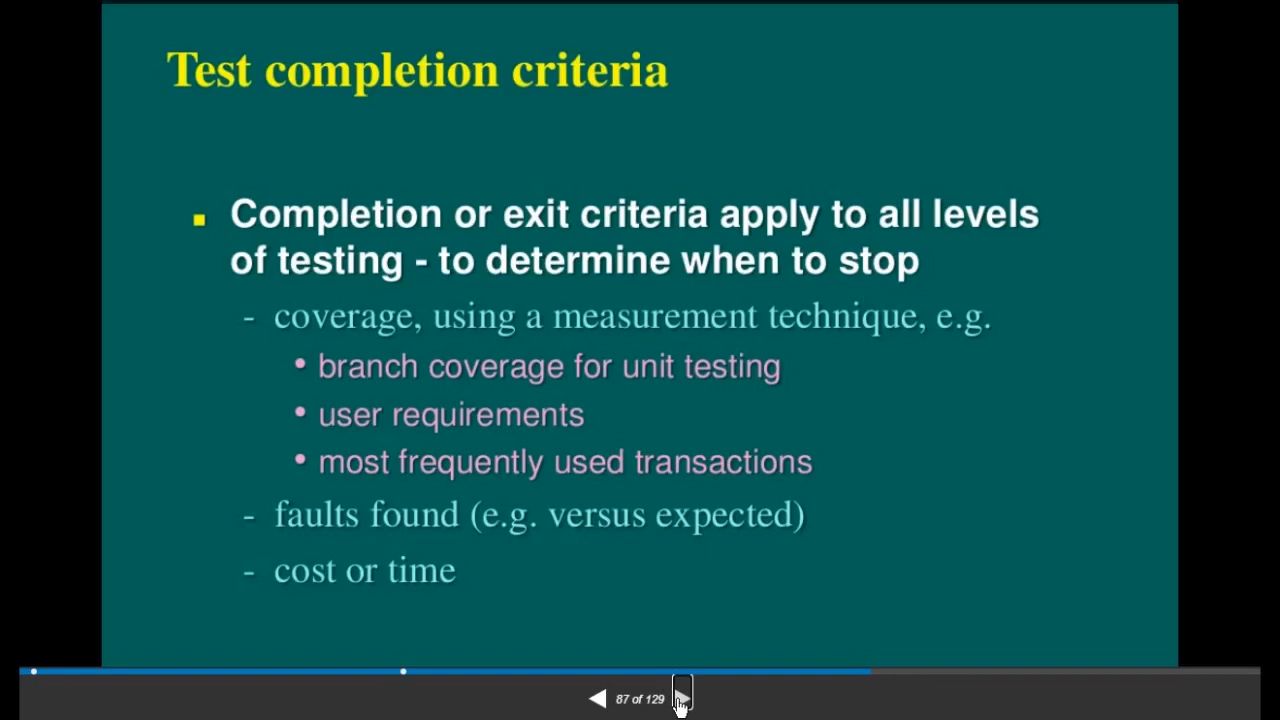 Test completion criteria
Completion or exit criteria apply to all levels
of testing - to determine when to stop
- coverage, using a measurement technique, e.g.
• branch coverage for unit testing
• user requirements
• most frequently used transactions
- faults found (e.g. versus expected)
- cost or time
87 of 129